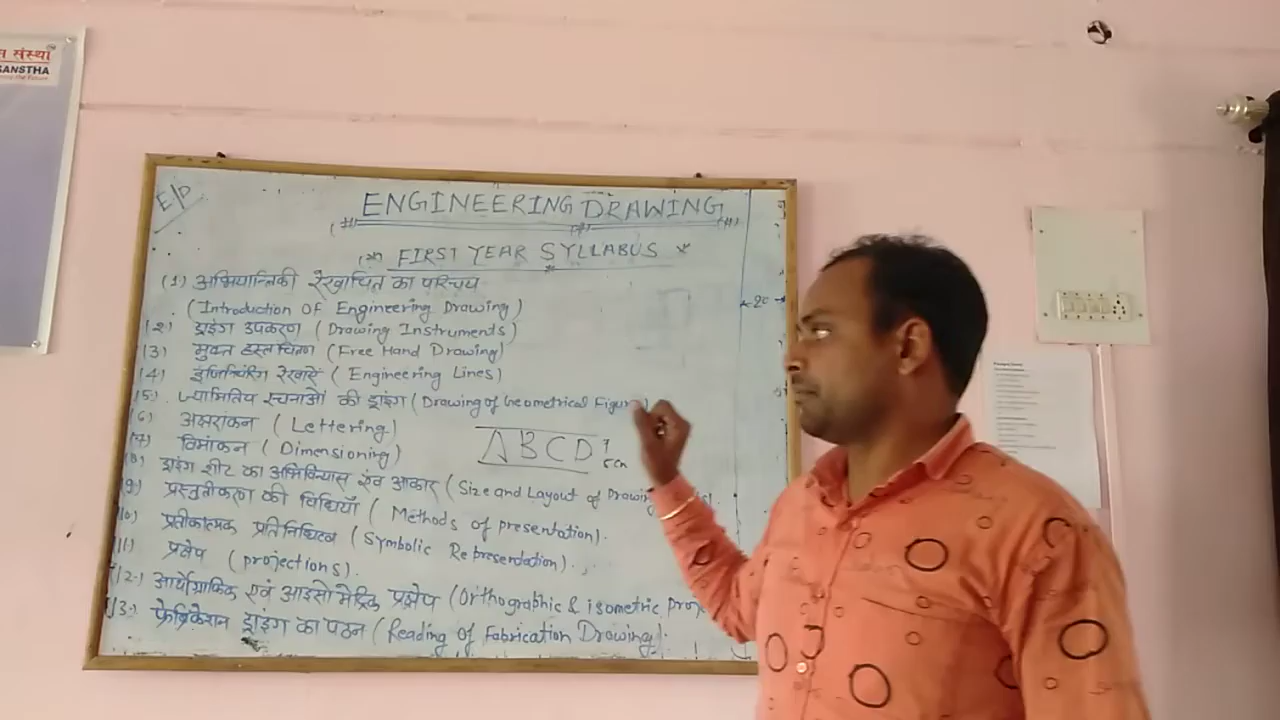 संस्था
SANSTHA
E/D
ENGINEERING DRAWING
FIRST YEAR SYLLABUS
(1) अभियान्त्रिकी रेखाचित्र का परिचय
(Introduction Of Engineering Drawing)
(2) ड्राइंग उपकरण (Drawing Instruments)
(3) मुक्त हस्त चित्रण (Free Hand Drawing)
(4) इंजिनियरिंग रेखाऐं (Engineering Lines)
(5) ज्यामितिय रचनाओं की ड्राइंग (Drawing of Geometrical Figure)
(6) अक्षरांकन (Lettering)
ABCD
(7) विमांकन (Dimensioning)
(8) ड्राइंग शीट का अभिविन्यास एवं आकार (Size and Layout of Drawing
(9) प्रस्तुतीकरण की विधियाँ (Methods of presentation).
10) प्रतीकात्मक प्रतिनिधित्व (Symbolic Representation).
(11) प्रक्षेप (projections).
(12) आर्थोग्राफिक एवं आइसोमेट्रिक प्रक्षेप (Orthographic & isometric
(13) फ्रेब्रिकेशन ड्राइंग का पठन (Reading Of Fabrication Drawing).